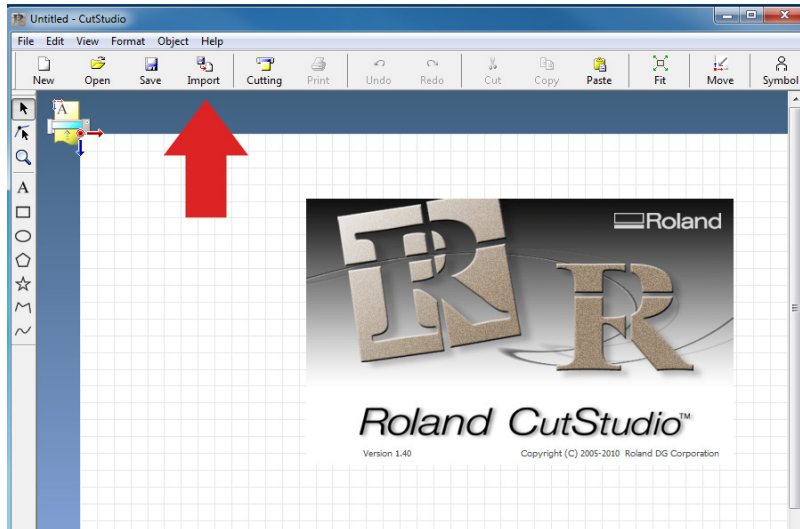 Untitled - CutStudio
File Edit View Format Object Help
New Open Save Import Cutting Print Undo Redo Cut Copy Paste Fit Move Symbol
A
A
R R
Roland
Roland CutStudio™
Version 1.40 Copyright (C) 2005-2010 Roland DG Corporation